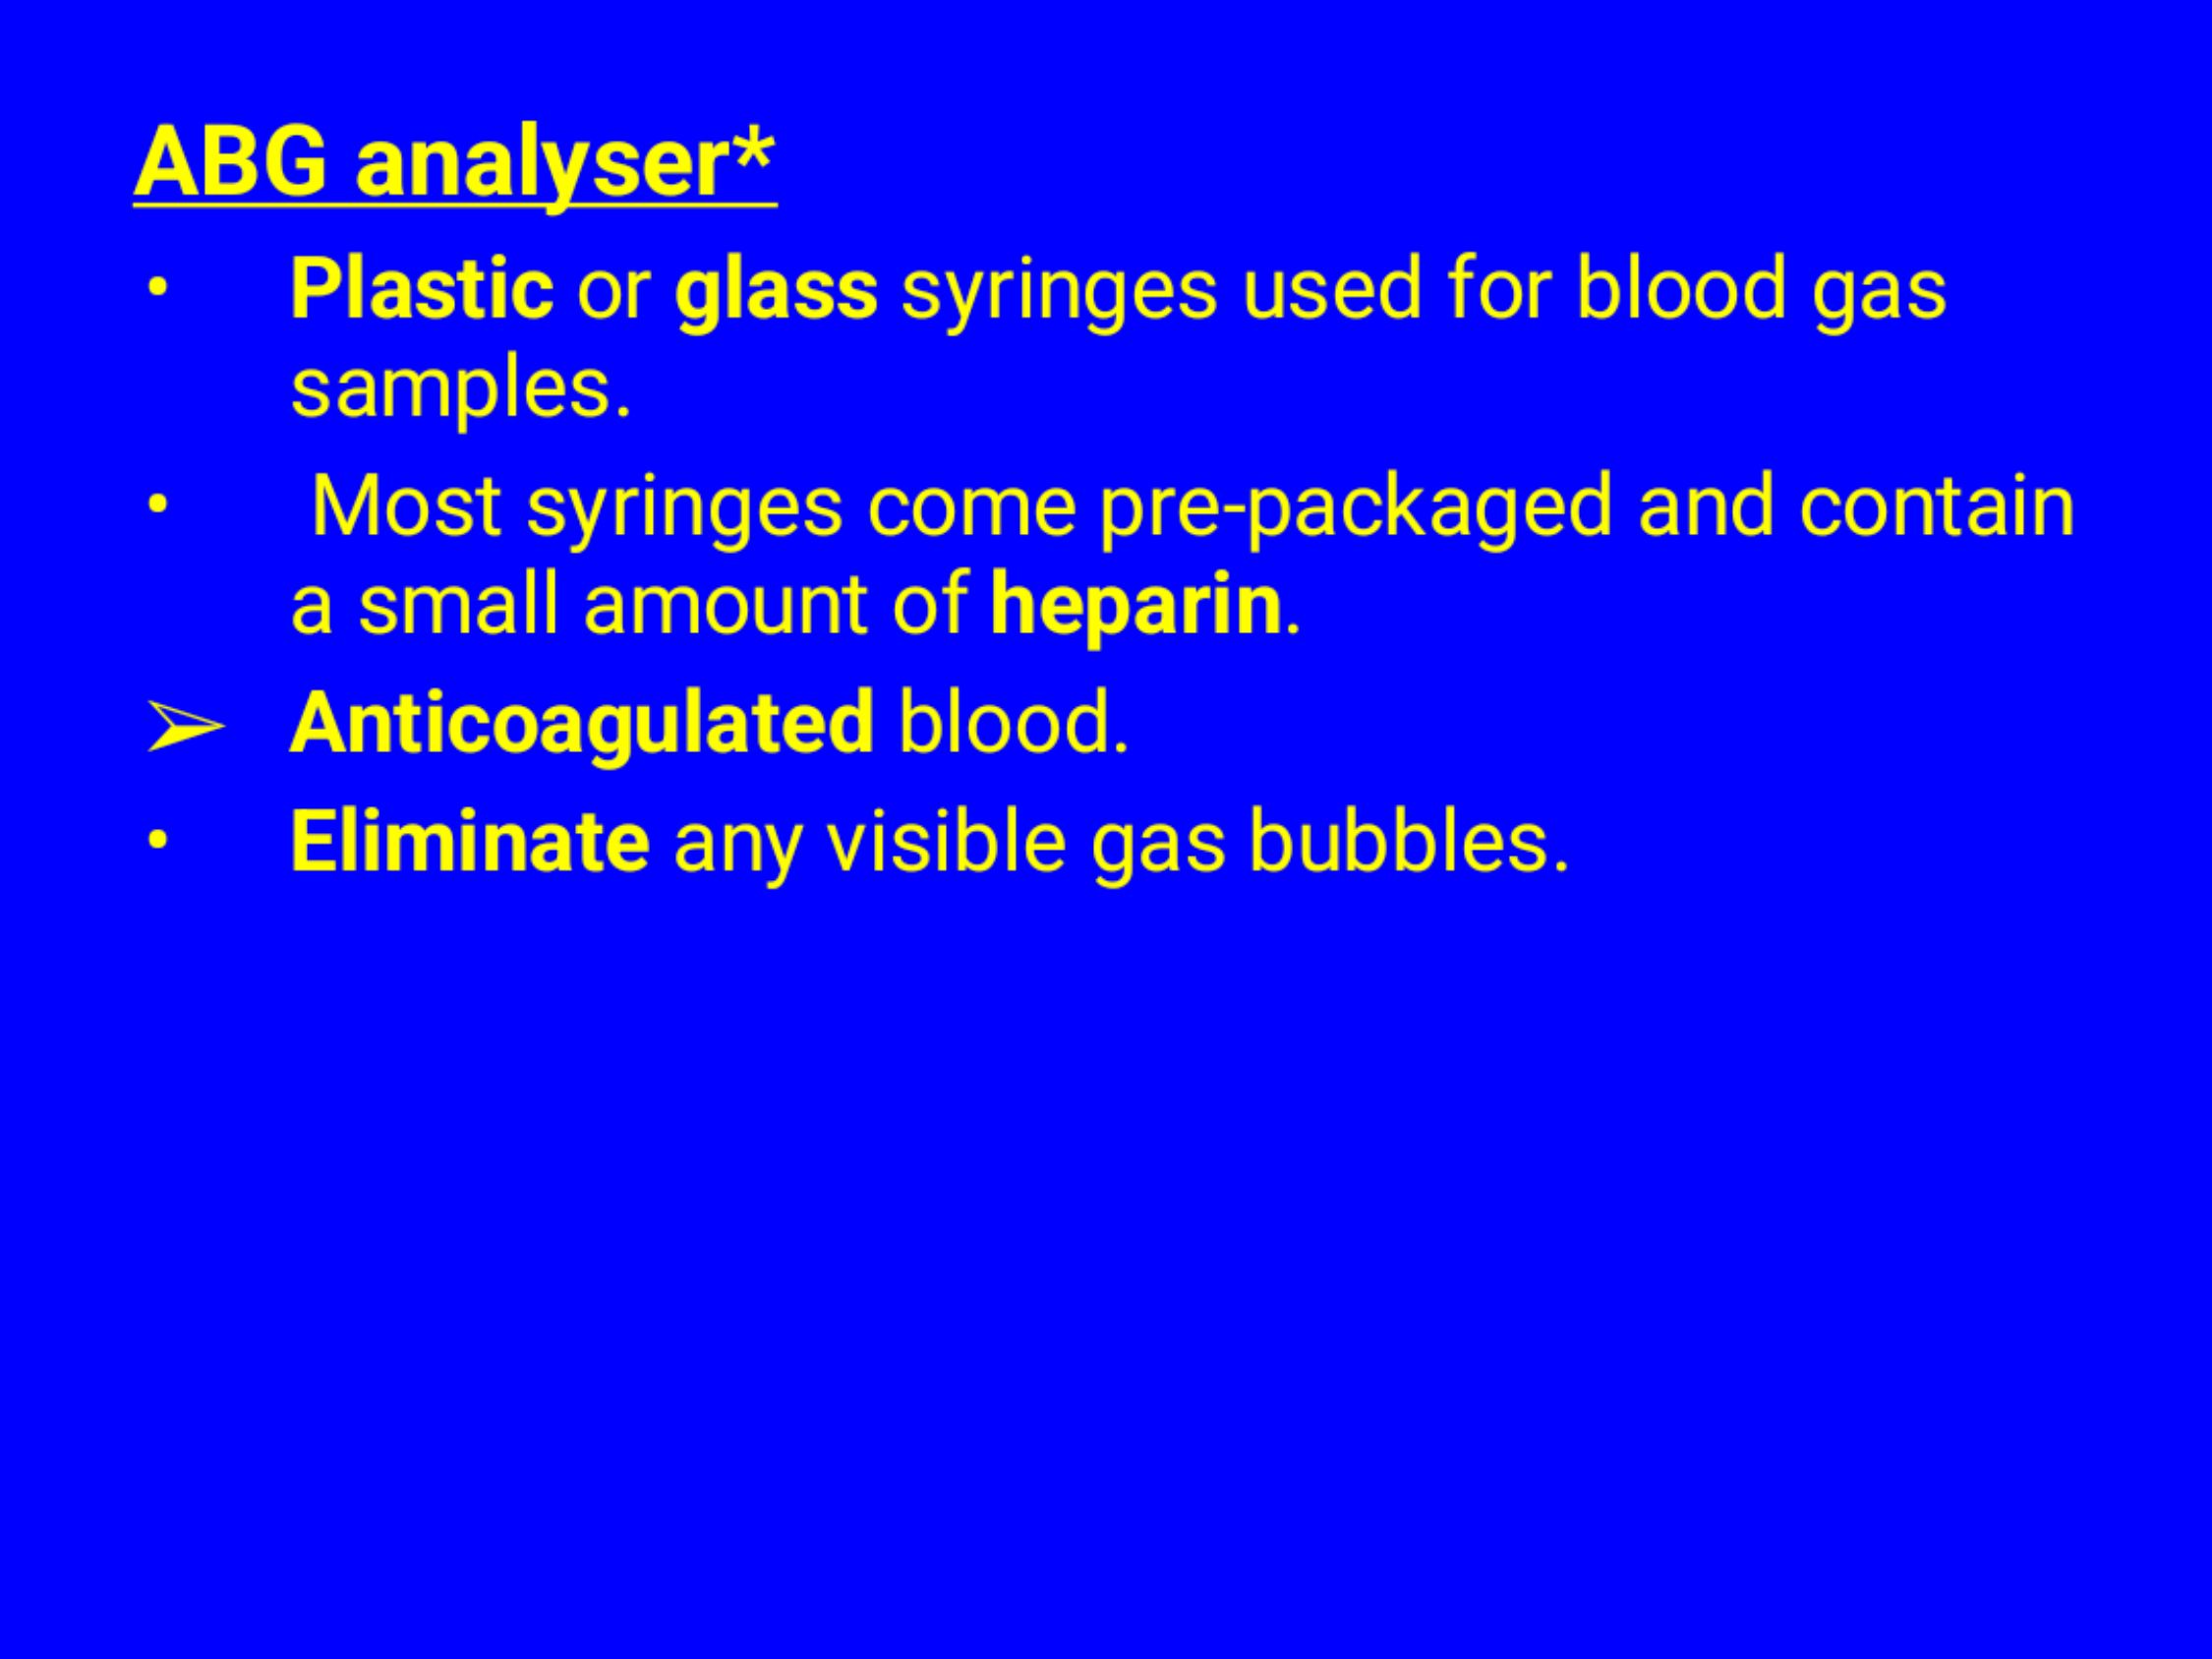 ABG analyser*
• Plastic or glass syringes used for blood gas
samples.
• Most syringes come pre-packaged and contain
a small amount of heparin.
➢ Anticoagulated blood.
• Eliminate any visible gas bubbles.